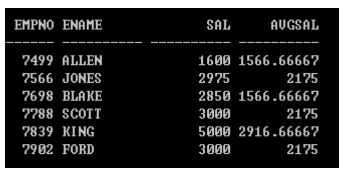 EMPNO ENAME SAL AVGSAL
------ ---------- ---------- ----------
7499 ALLEN 1600 1566.66667
7566 JONES 2975 2175
7698 BLAKE 2850 1566.66667
7788 SCOTT 3000 2175
7839 KING 5000 2916.66667
7902 FORD 3000 2175